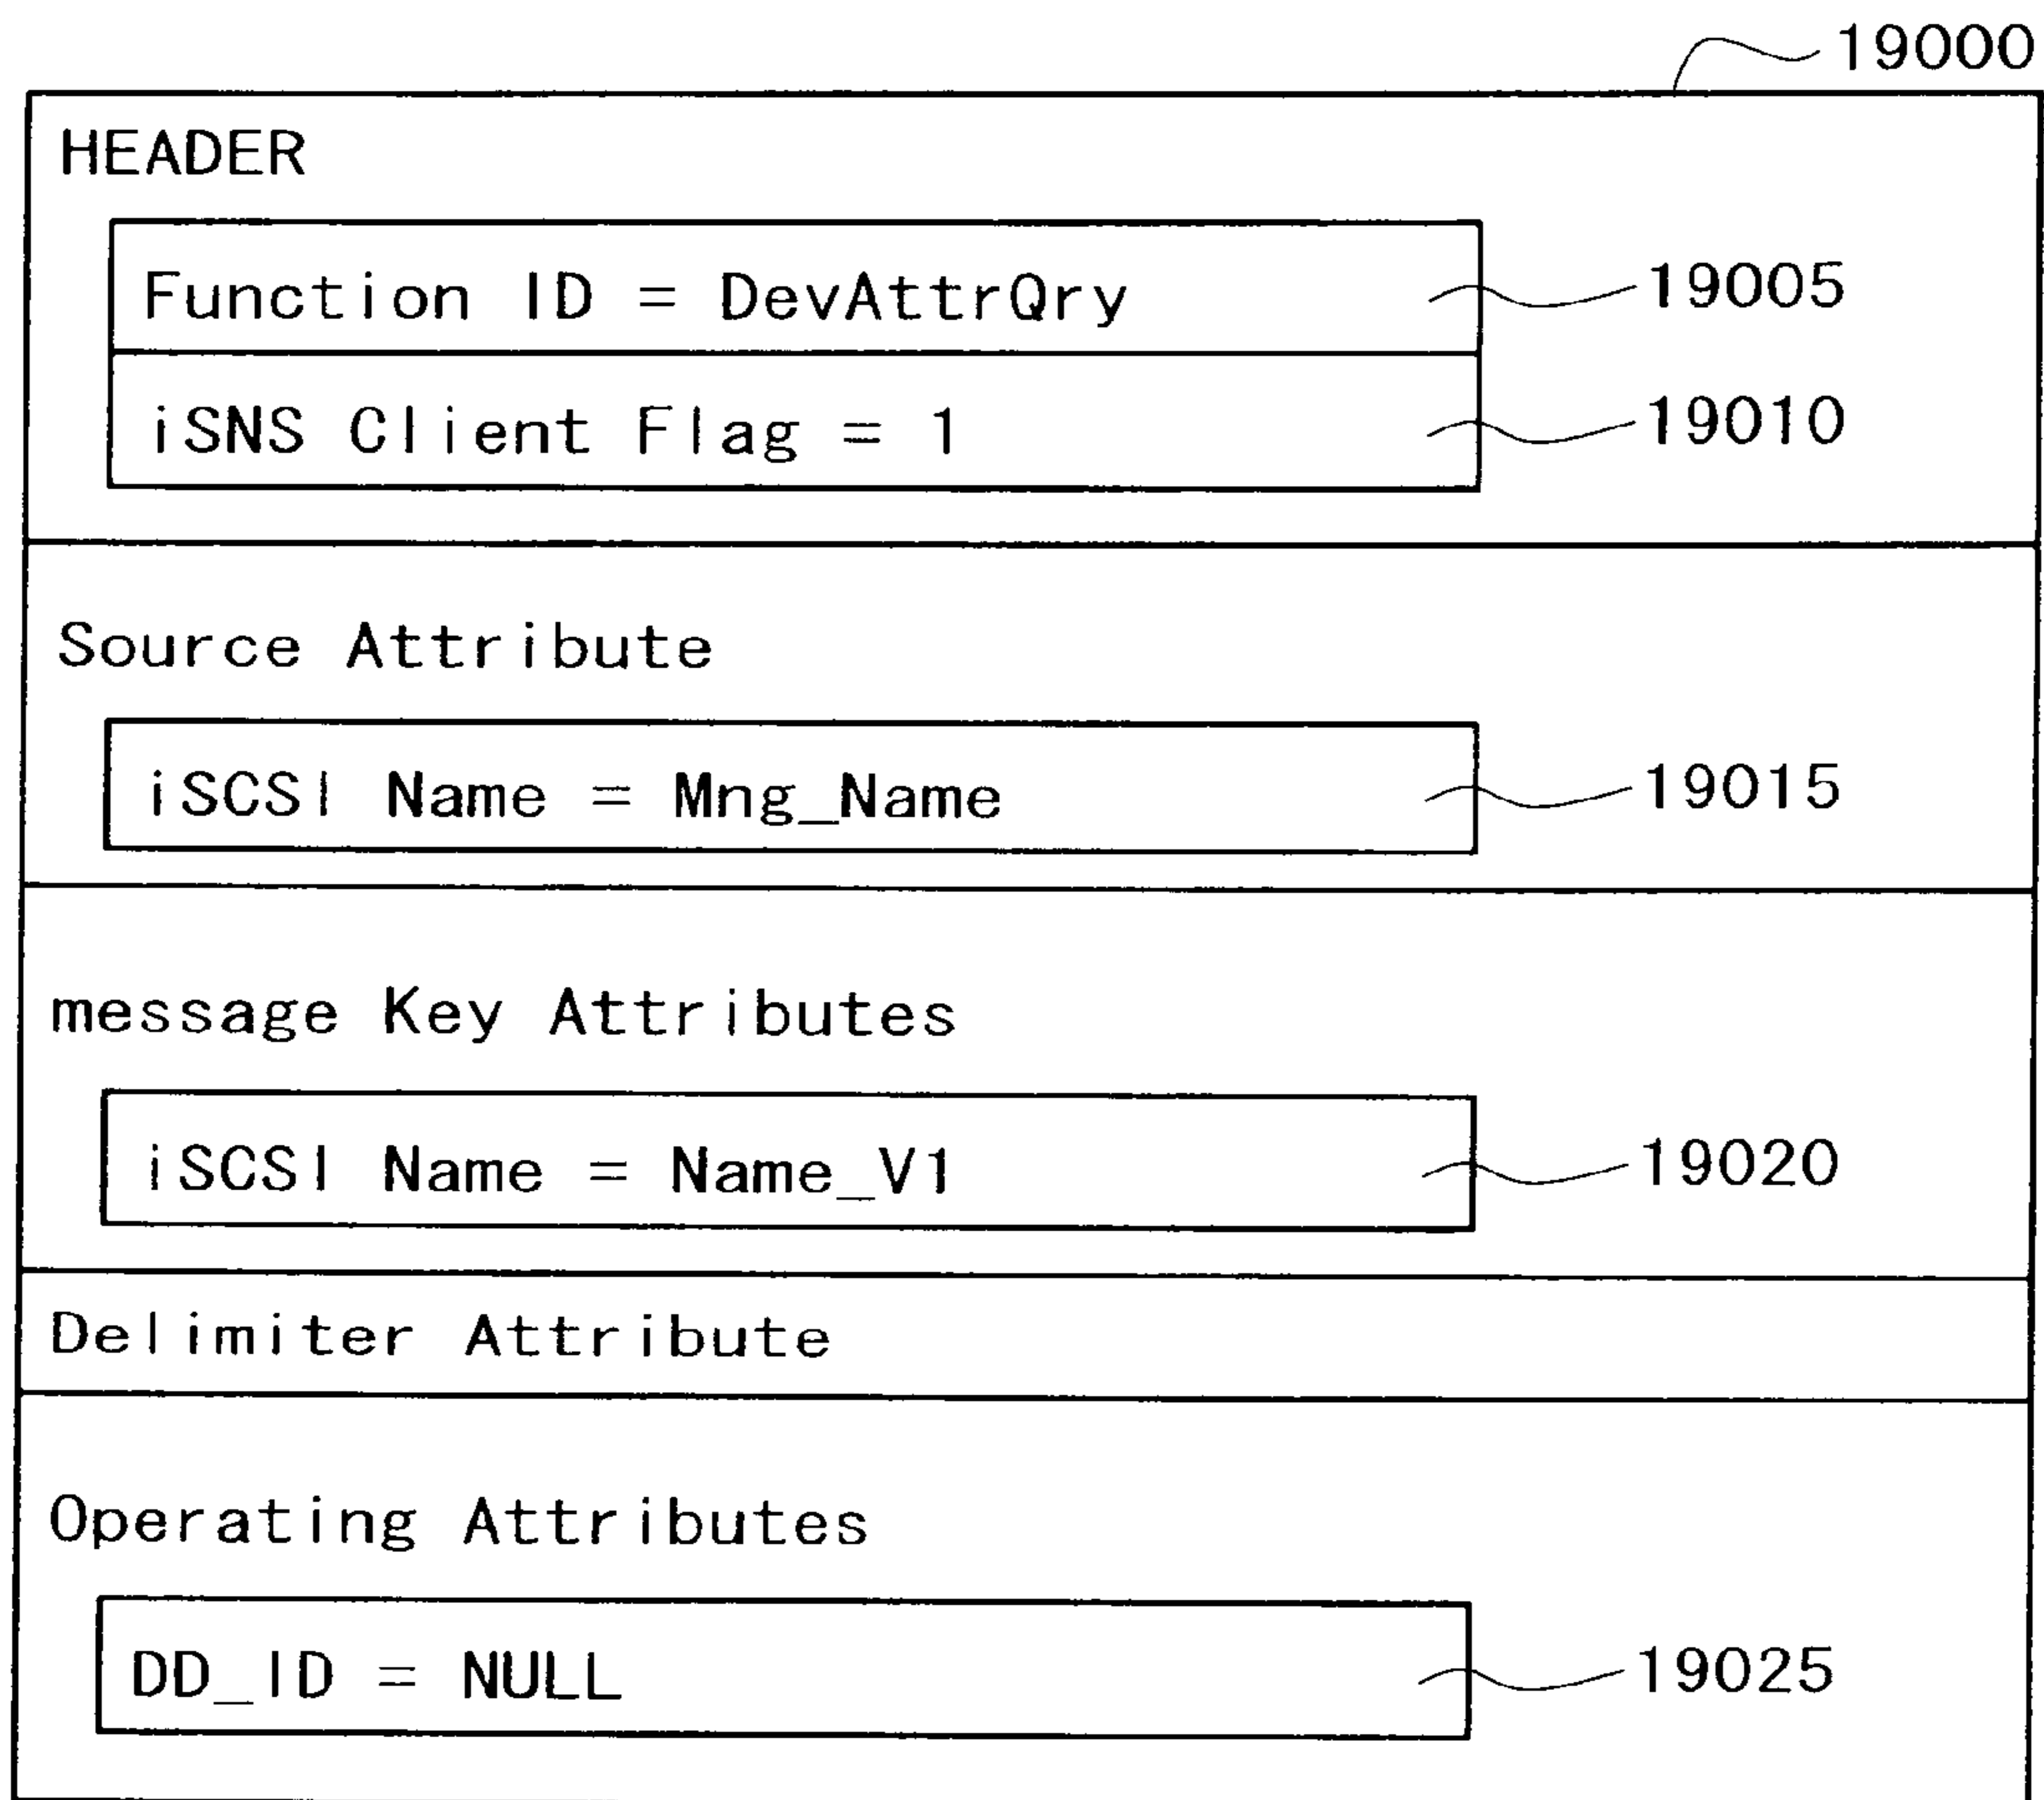 19000
HEADER
Function ID = DevAttrQry 19005
iSNS Client Flag = 1 19010
Source Attribute
iSCSI Name = Mng_Name 19015
message Key Attributes
iSCSI Name = Name_V1 19020
Delimiter Attribute
Operating Attributes
DD_ID = NULL 19025